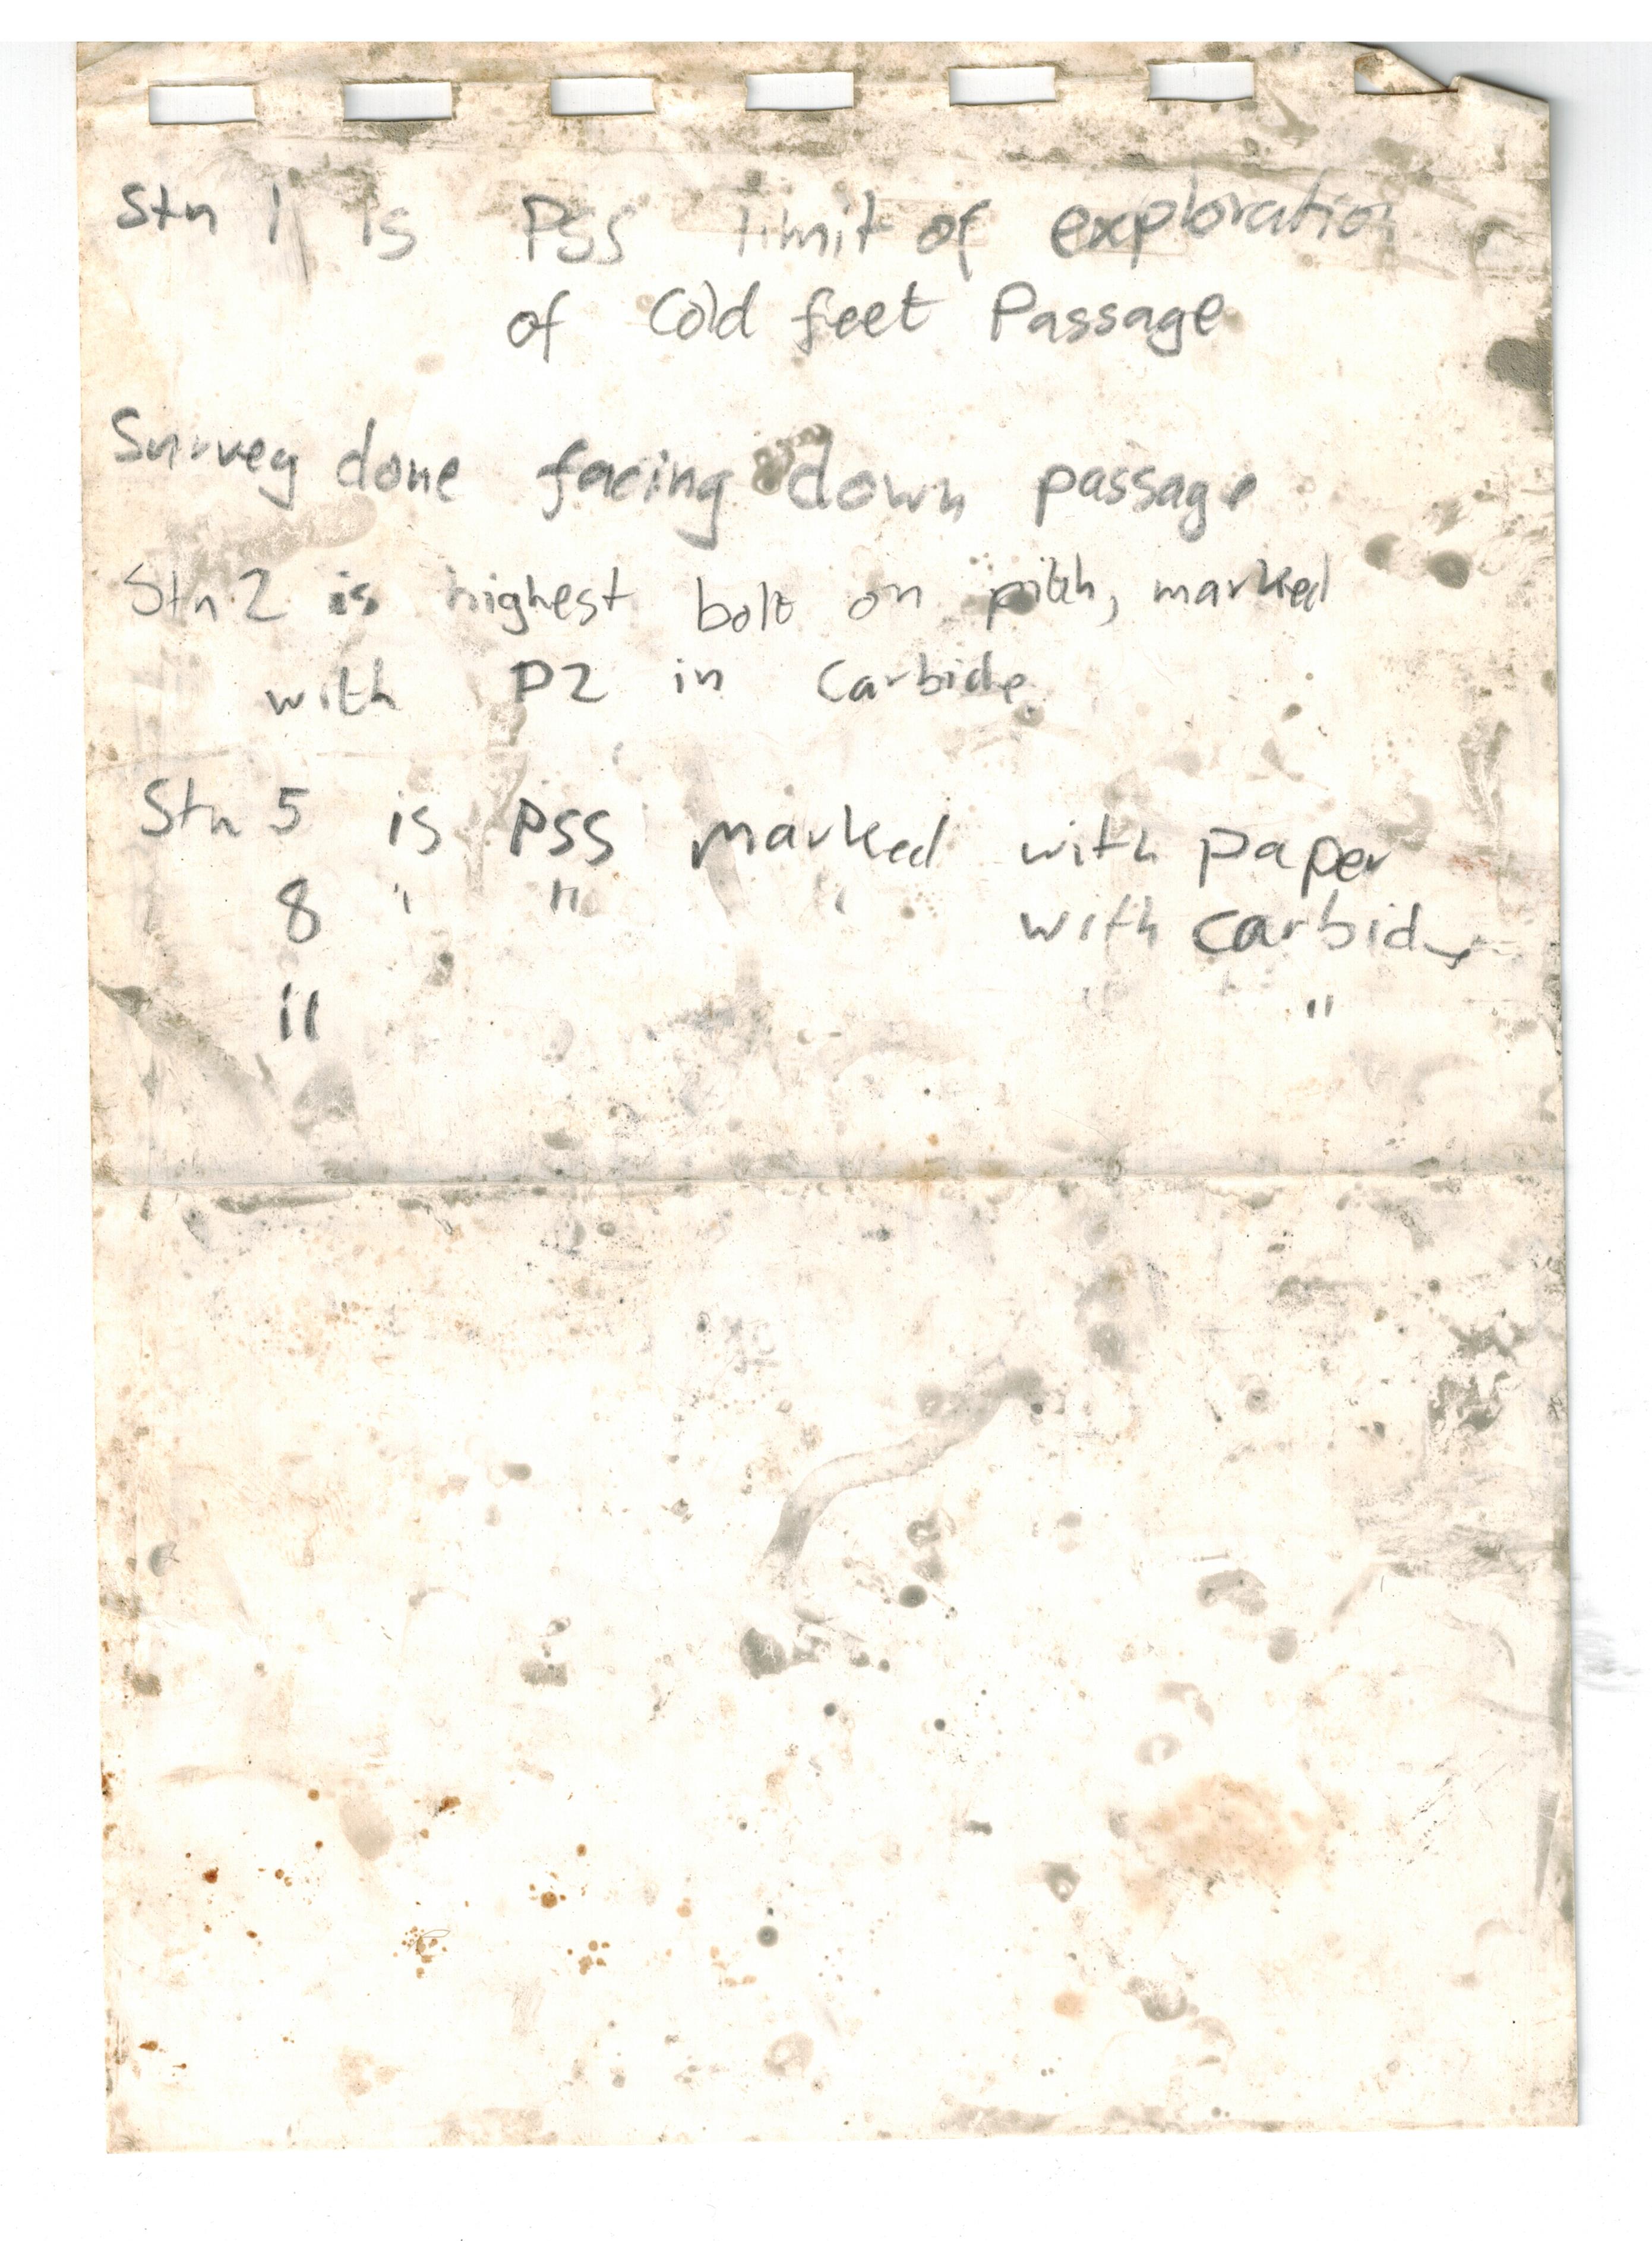 Stn 1 is PSS limit of exploration
of Cold feet Passage
Survey done facing down passage
Stn 2 is highest bolt on pitch, marked
with P2 in Carbide.
Stn 5 is PSS marked with paper
8 " " " with carbide
11 "